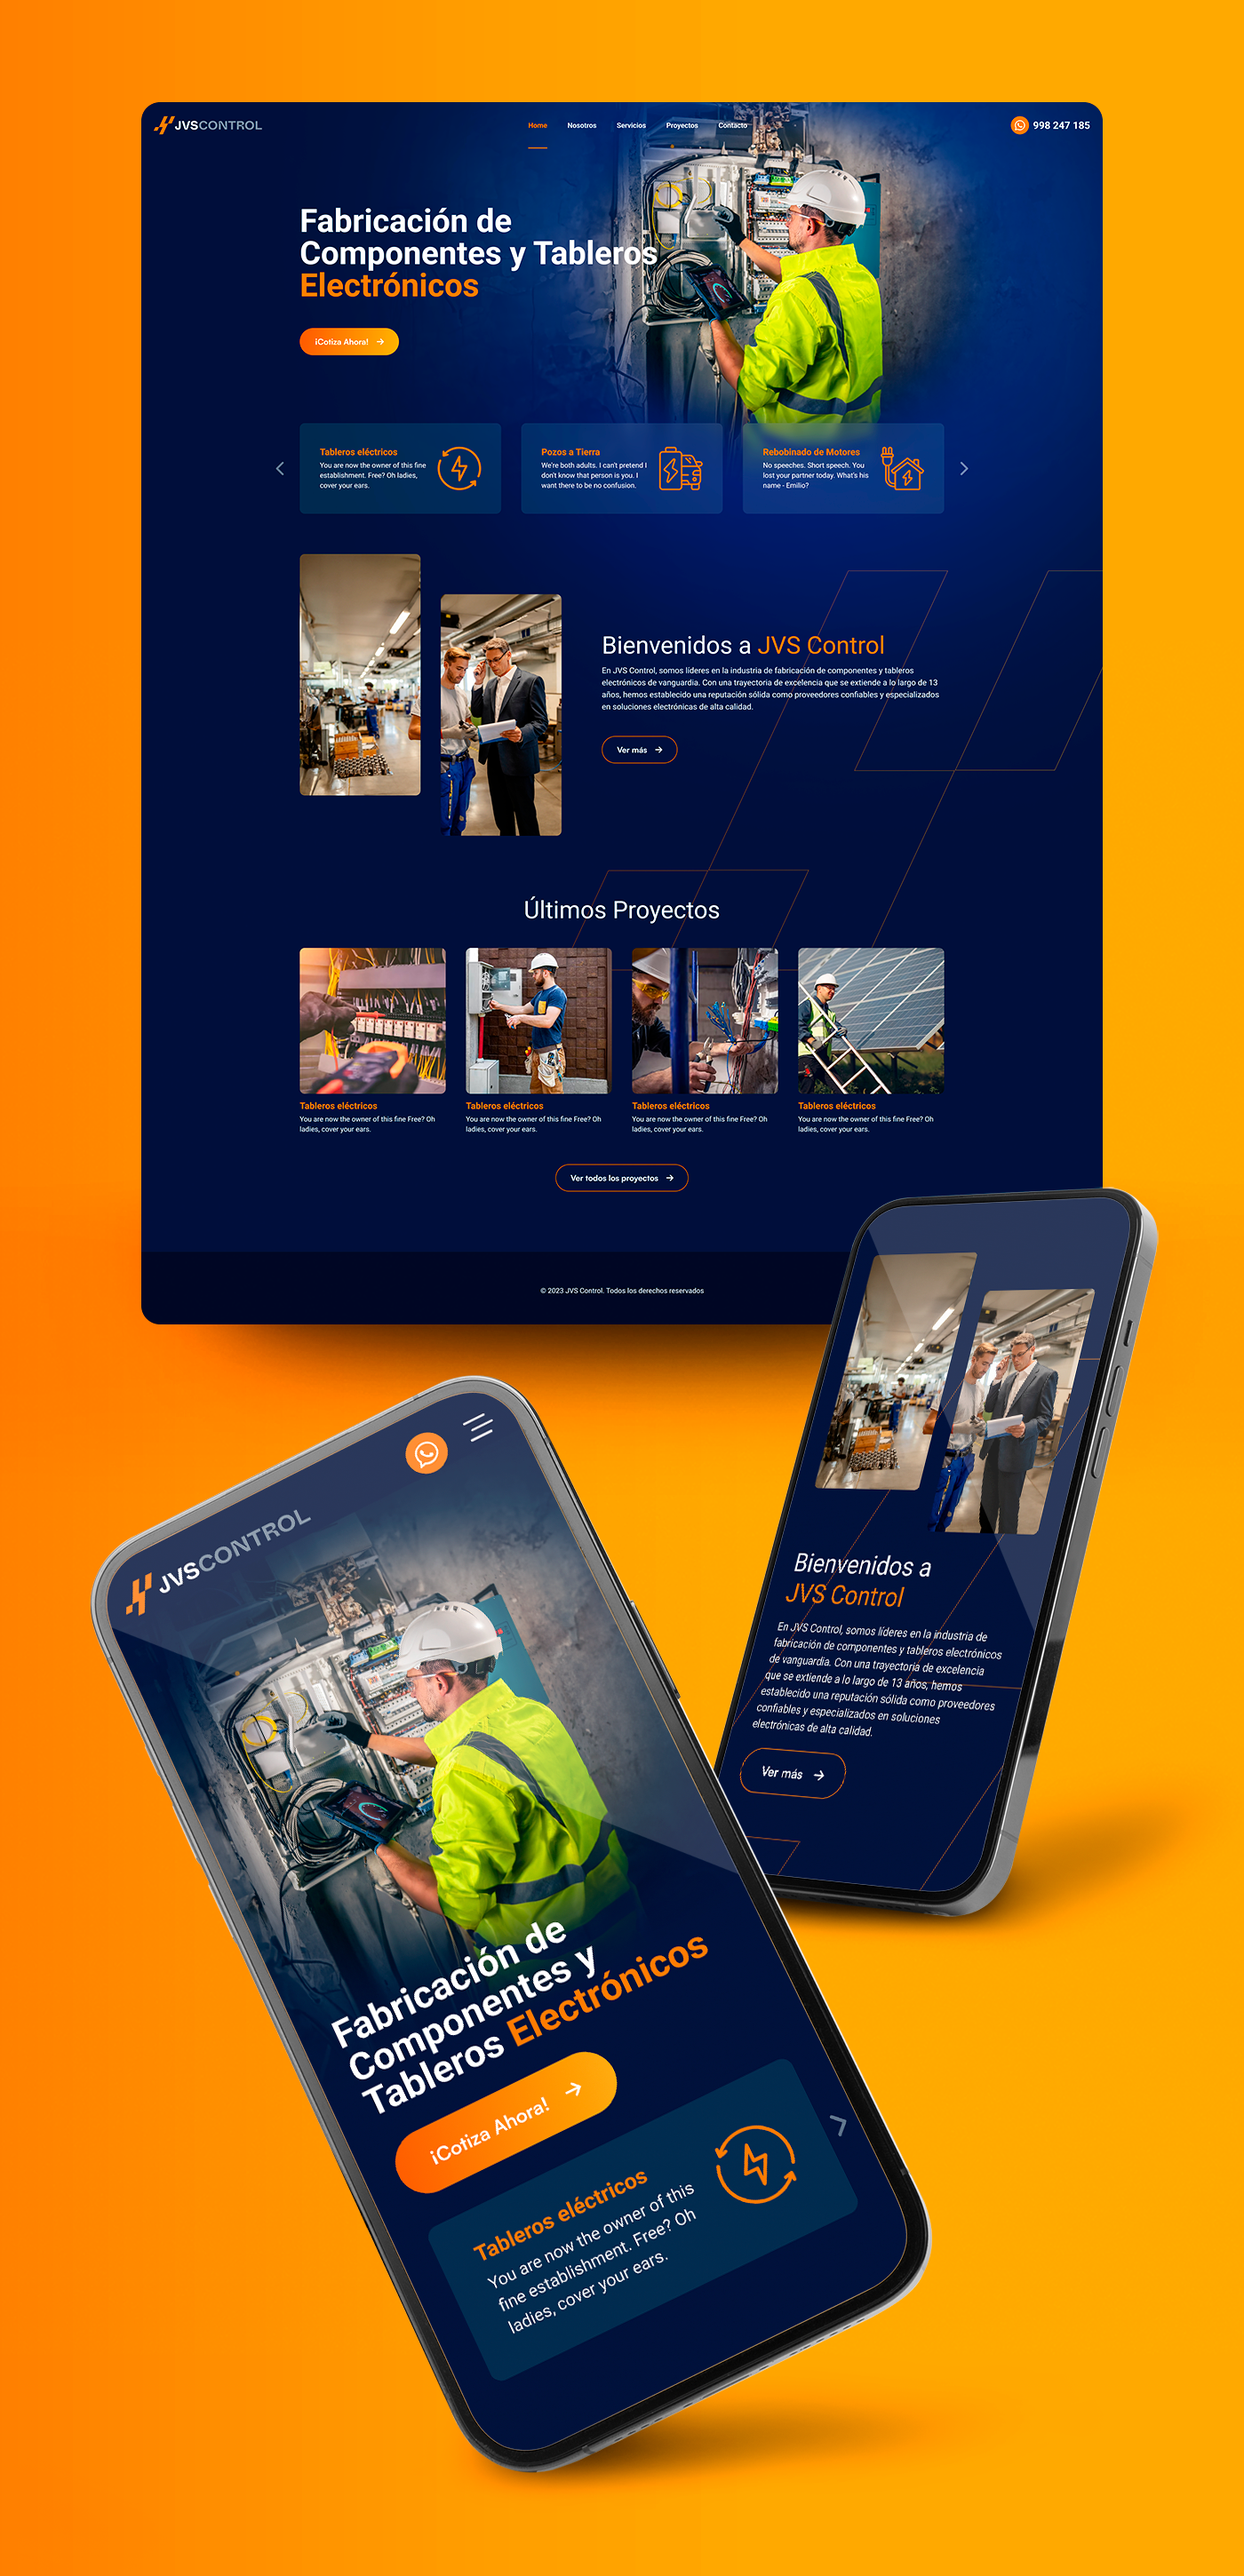 JVSCONTROL
Home Nosotros Servicios Proyectos Contacto
998 247 185
Fabricación de
Componentes y Tableros
Electrónicos
¡Cotiza Ahora!
Tableros eléctricos
You are now the owner of this fine
establishment. Free? Oh ladies,
cover your ears.
Pozos a Tierra
We're both adults. I can't pretend I
don't know that person is you. I
want there to be no confusion.
Rebobinado de Motores
No speeches. Short speech. You
lost your partner today. What's his
name - Emilio?
Bienvenidos a JVS Control
En JVS Control, somos líderes en la industria de fabricación de componentes y tableros
electrónicos de vanguardia. Con una trayectoria de excelencia que se extiende a lo largo de 13
años, hemos establecido una reputación sólida como proveedores confiables y especializados
en soluciones electrónicas de alta calidad.
Ver más
Últimos Proyectos
Tableros eléctricos
You are now the owner of this fine Free? Oh
ladies, cover your ears.
Tableros eléctricos
You are now the owner of this fine Free? Oh
ladies, cover your ears.
Tableros eléctricos
You are now the owner of this fine Free? Oh
ladies, cover your ears.
Tableros eléctricos
You are now the owner of this fine Free? Oh
ladies, cover your ears.
Ver todos los proyectos
© 2023 JVS Control. Todos los derechos reservados
Bienvenidos a
JVS Control
En JVS Control, somos líderes en la industria de
fabricación de componentes y tableros electrónicos
de vanguardia. Con una trayectoria de excelencia
que se extiende a lo largo de 13 años, hemos
establecido una reputación sólida como proveedores
confiables y especializados en soluciones
electrónicas de alta calidad.
Ver más
JVSCONTROL
Fabricación de
Componentes y
Tableros Electrónicos
¡Cotiza Ahora!
Tableros eléctricos
You are now the owner of this
fine establishment. Free? Oh
ladies, cover your ears.